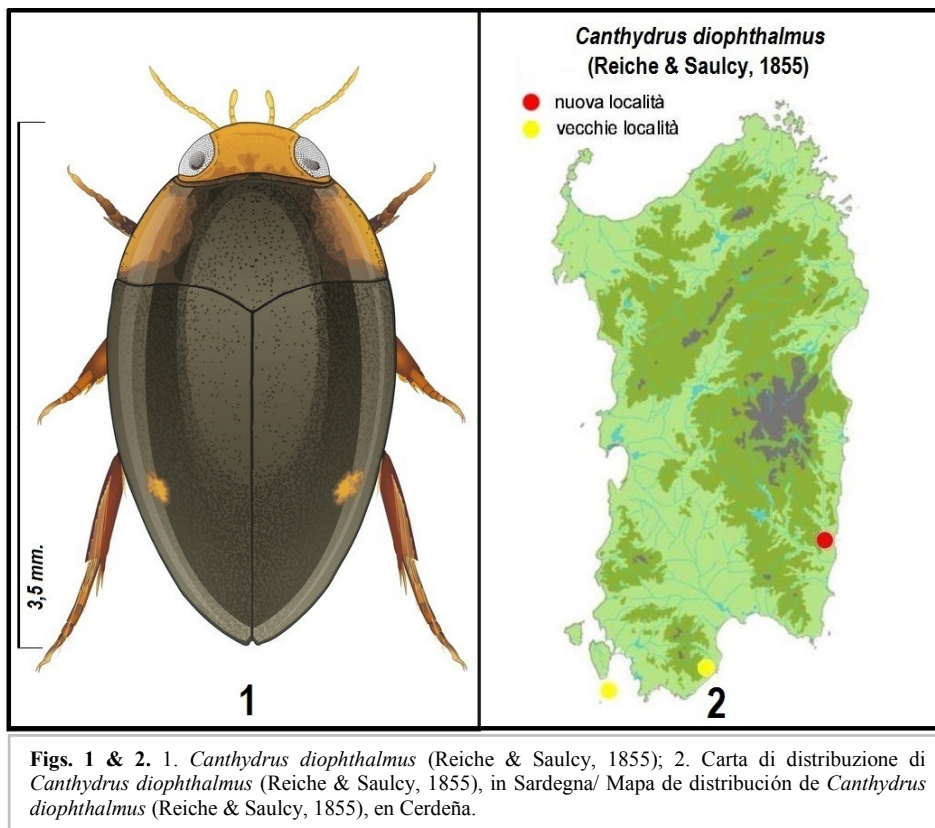 3,5 mm.
1
Canthydrus diophthalmus
(Reiche & Saulcy, 1855)
nuova località
vecchie località
2
Figs. 1 & 2. 1. Canthydrus diophthalmus (Reiche & Saulcy, 1855); 2. Carta di distribuzione di
Canthydrus diophthalmus (Reiche & Saulcy, 1855), in Sardegna/ Mapa de distribución de Canthydrus
diophthalmus (Reiche & Saulcy, 1855), en Cerdeña.